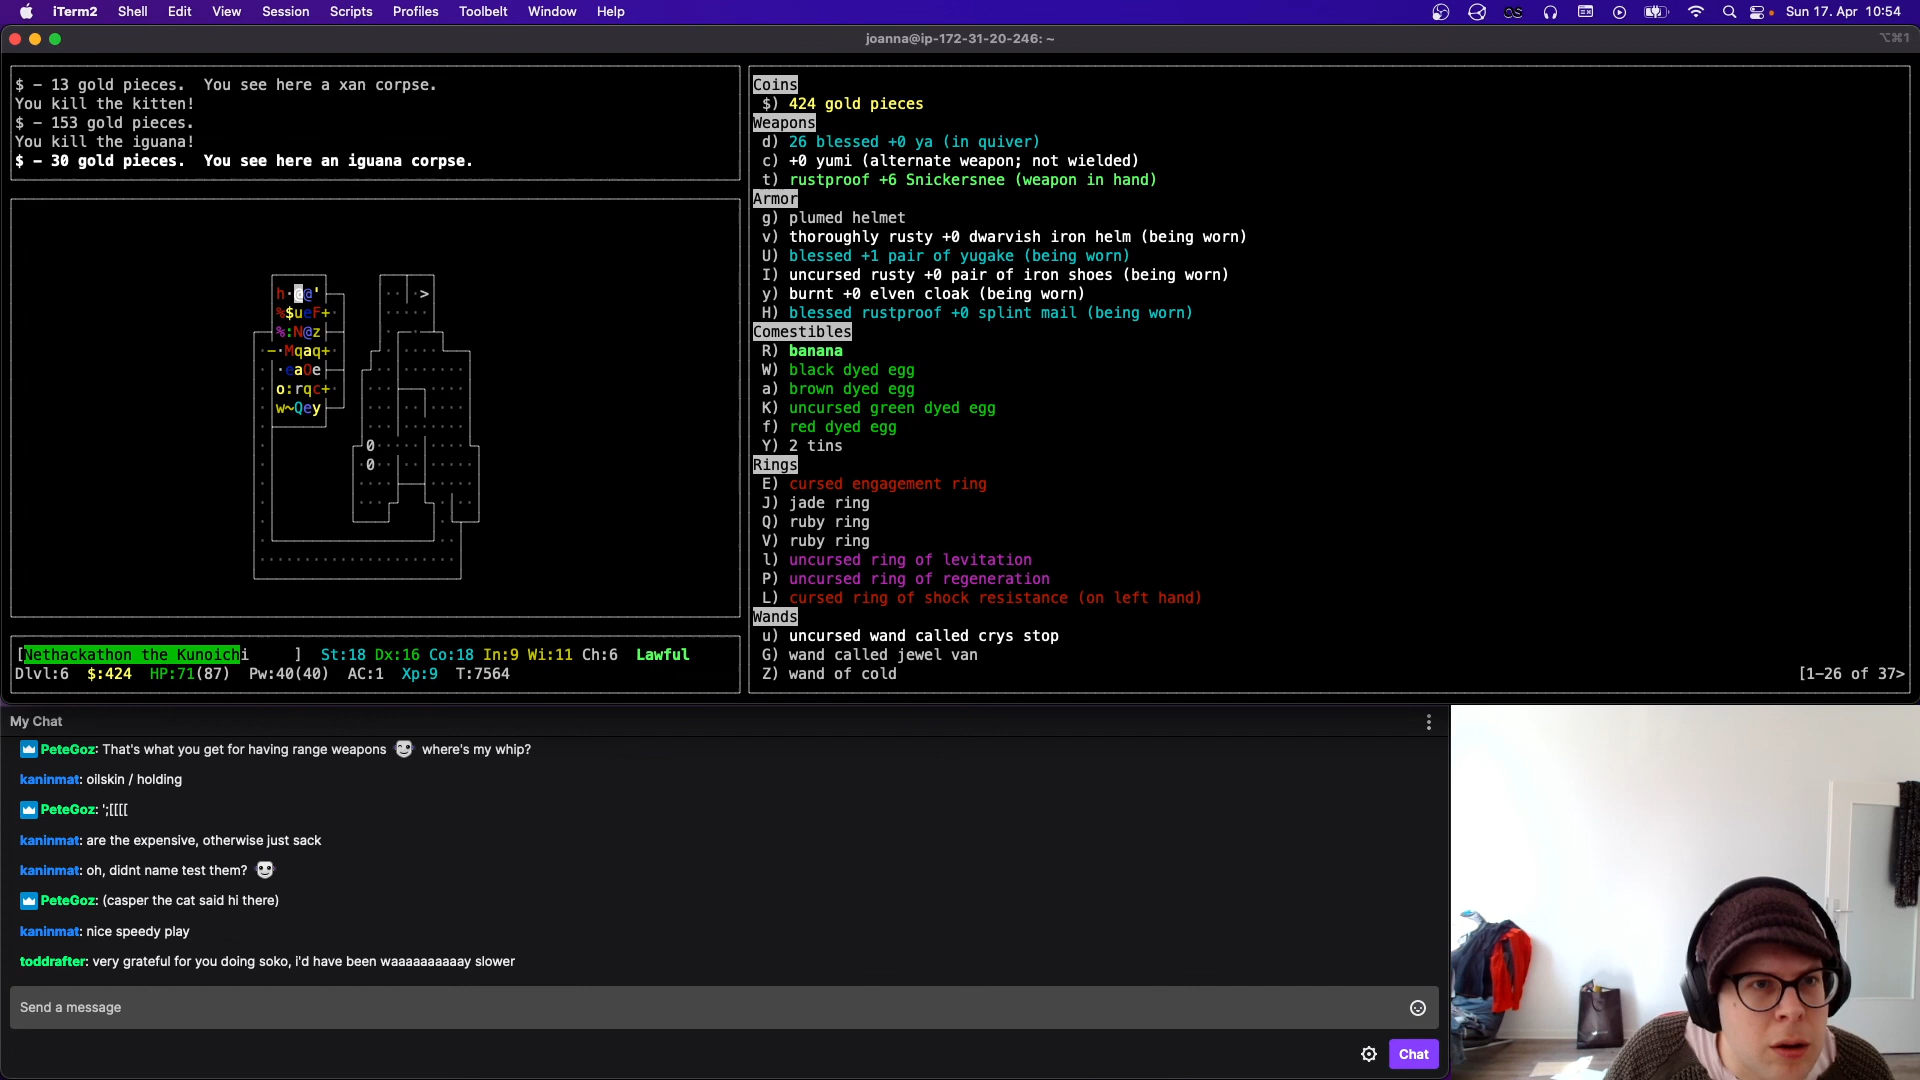 iTerm2 Shell Edit View Session Scripts Profiles Toolbelt Window Help Sun 17. Apr 10:54
joanna@ip-172-31-20-246: ~ ⌥⌘1
$ - 13 gold pieces.  You see here a xan corpse.
You kill the kitten!
$ - 153 gold pieces.
You kill the iguana!
$ - 30 gold pieces.  You see here an iguana corpse.
h·@@'
··|·>
%$ueF+·
%:N@z
-·Mqaq+·
·eaOe
o:rqc+·
w~Qey
0
0
[Nethackathon the Kunoichi     ]  St:18 Dx:16 Co:18 In:9 Wi:11 Ch:6  Lawful
Dlvl:6  $:424  HP:71(87)  Pw:40(40)  AC:1  Xp:9  T:7564
Coins
$) 424 gold pieces
Weapons
d) 26 blessed +0 ya (in quiver)
c) +0 yumi (alternate weapon; not wielded)
t) rustproof +6 Snickersnee (weapon in hand)
Armor
g) plumed helmet
v) thoroughly rusty +0 dwarvish iron helm (being worn)
U) blessed +1 pair of yugake (being worn)
I) uncursed rusty +0 pair of iron shoes (being worn)
y) burnt +0 elven cloak (being worn)
H) blessed rustproof +0 splint mail (being worn)
Comestibles
R) banana
W) black dyed egg
a) brown dyed egg
K) uncursed green dyed egg
f) red dyed egg
Y) 2 tins
Rings
E) cursed engagement ring
J) jade ring
Q) ruby ring
V) ruby ring
l) uncursed ring of levitation
P) uncursed ring of regeneration
L) cursed ring of shock resistance (on left hand)
Wands
u) uncursed wand called crys stop
G) wand called jewel van
Z) wand of cold
[1-26 of 37>
My Chat
PeteGoz: That's what you get for having range weapons where's my whip?
kaninmat: oilskin / holding
PeteGoz: ';[[[[
kaninmat: are the expensive, otherwise just sack
kaninmat: oh, didnt name test them?
PeteGoz: (casper the cat said hi there)
kaninmat: nice speedy play
toddrafter: very grateful for you doing soko, i'd have been waaaaaaaaaay slower
Send a message
Chat